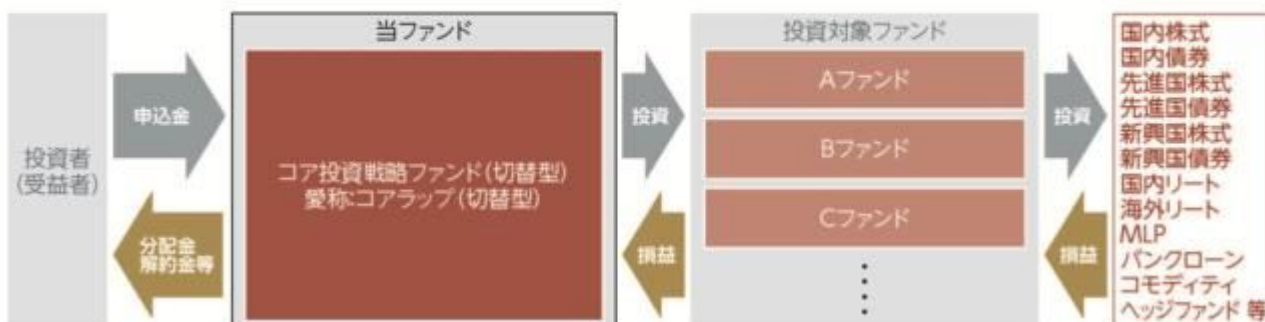 投資者
(受益者)
申込金
分配金
解約金等
当ファンド
コア投資戦略ファンド(切替型)
愛称:コアラップ(切替型)
投資
損益
投資対象ファンド
Aファンド
Bファンド
Cファンド
投資
損益
国内株式
国内債券
先進国株式
先進国債券
新興国株式
新興国債券
国内リート
海外リート
MLP
バンクローン
コモディティ
ヘッジファンド 等